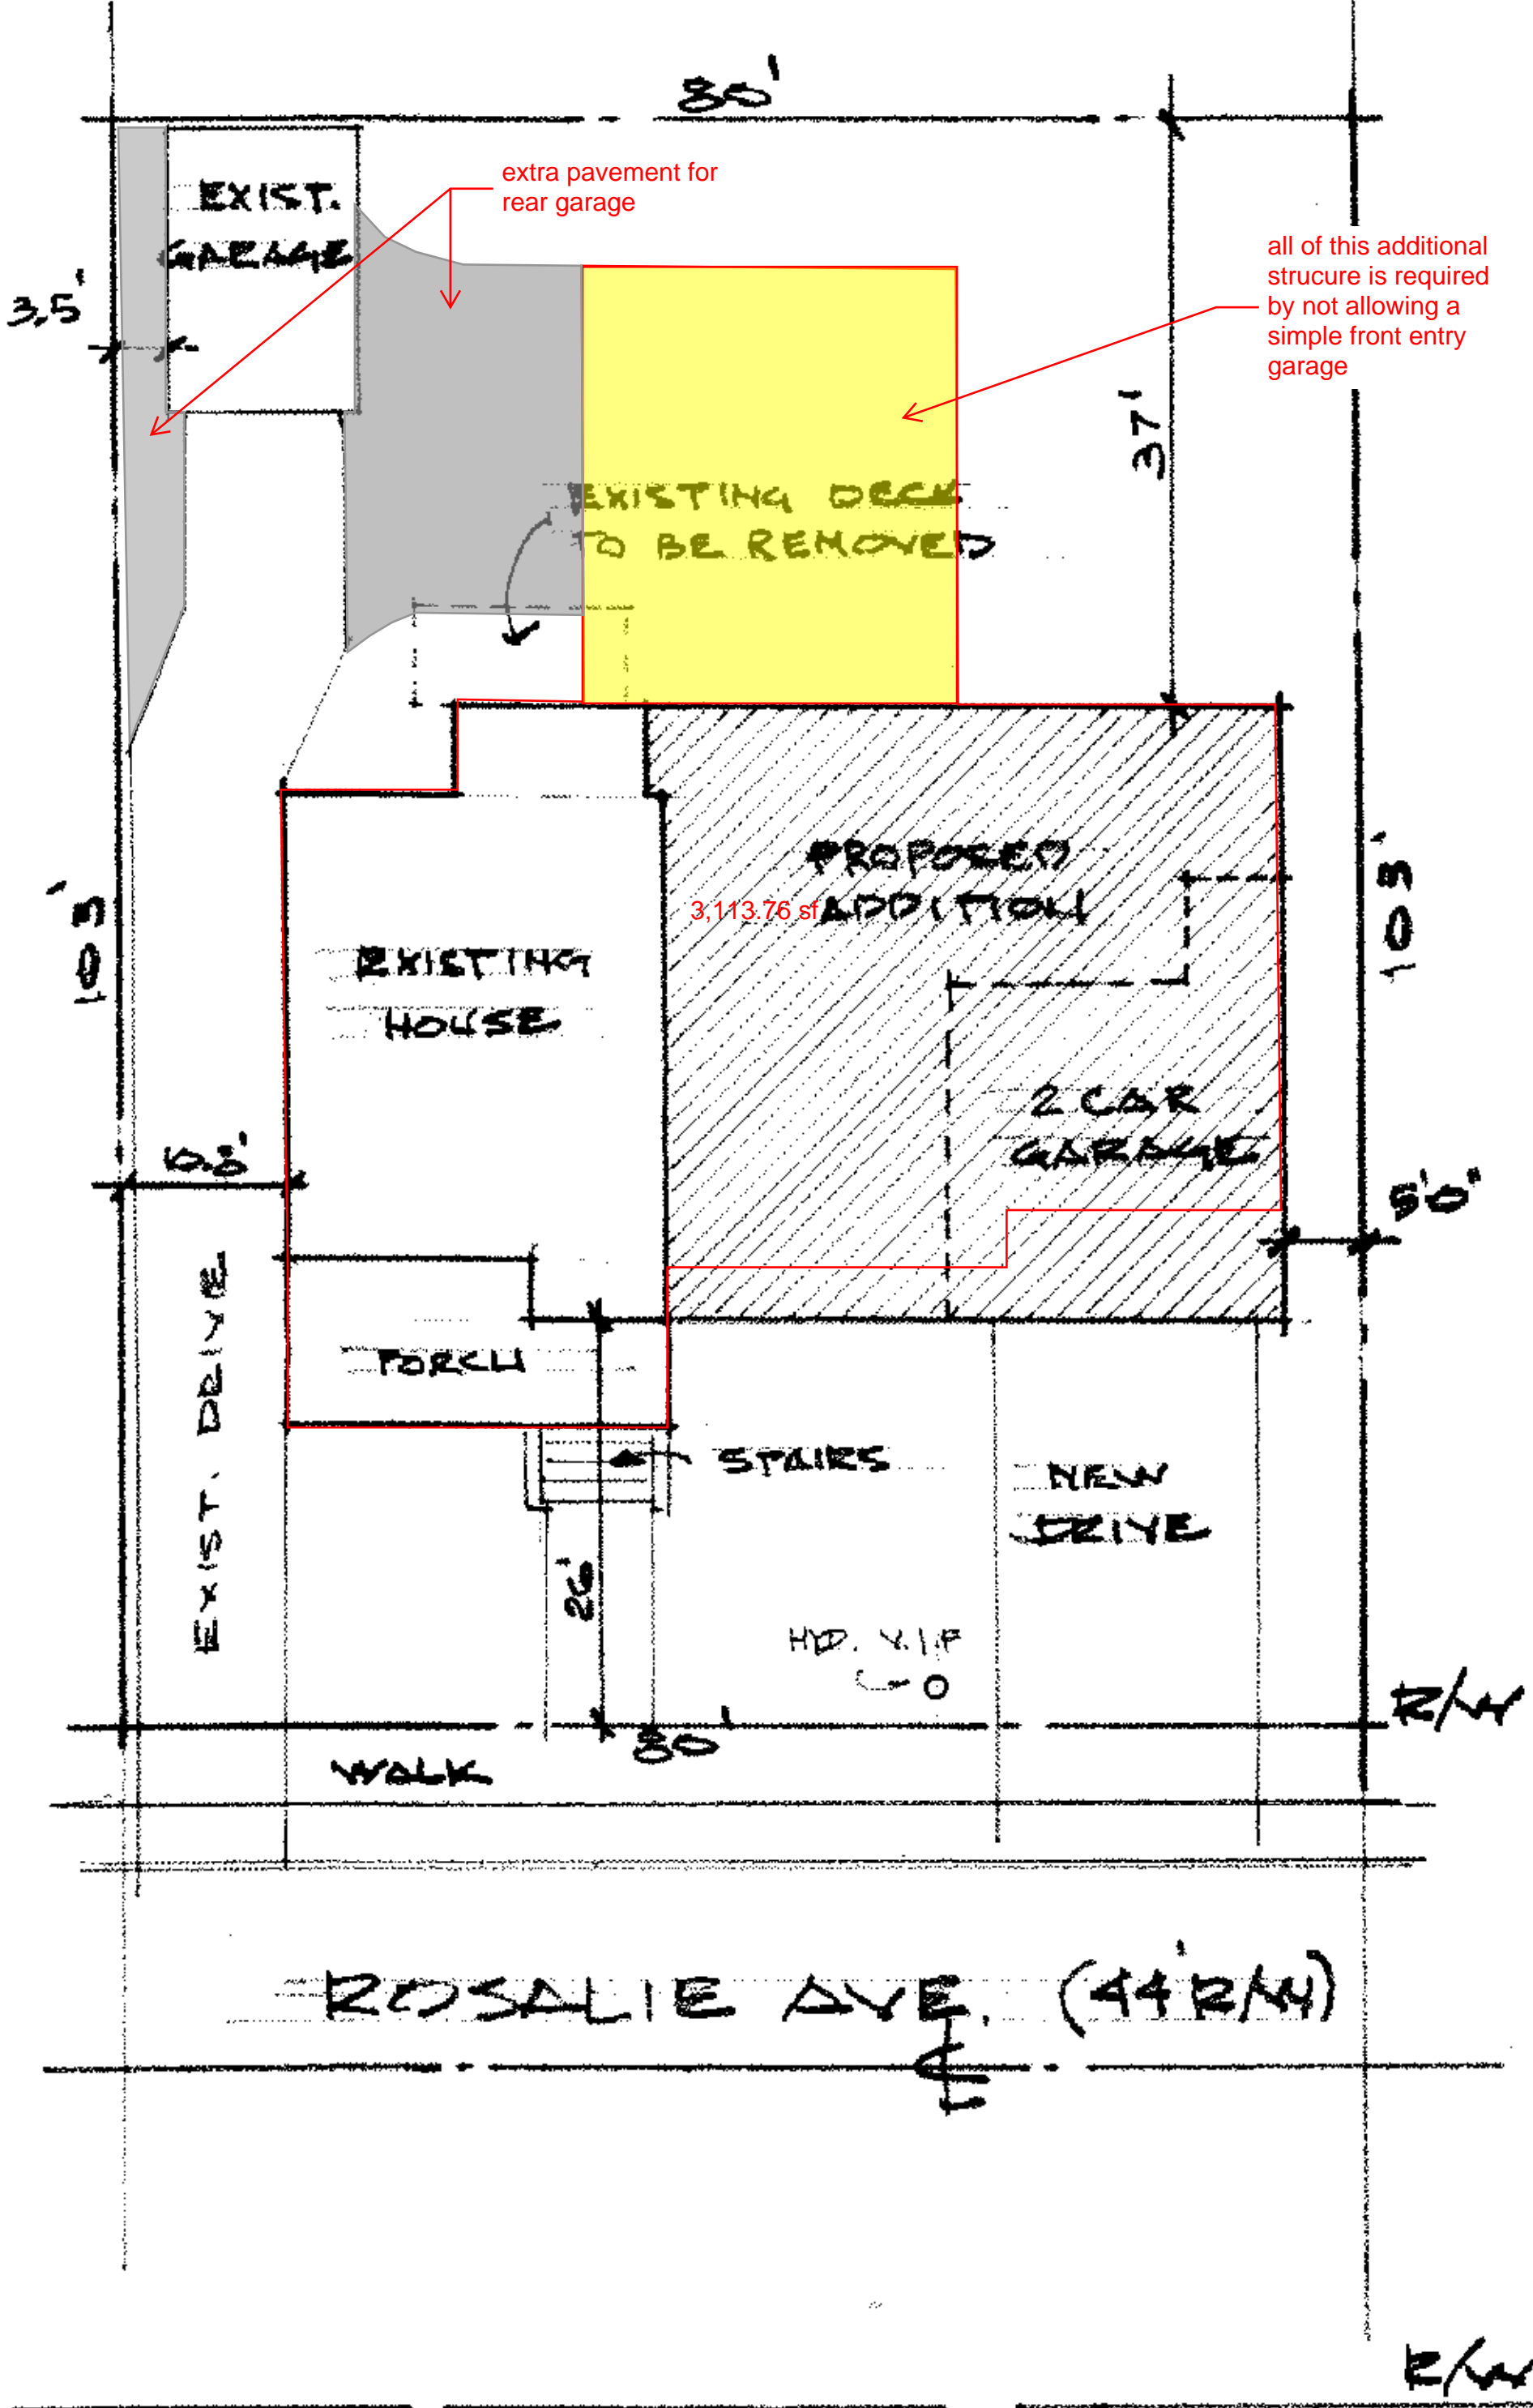 80'
extra pavement for
rear garage
EXIST.
GARAGE
all of this additional
strucure is required
by not allowing a
simple front entry
garage
3.5'
37'
EXISTING DECK
TO BE REMOVED
PROPOSED
ADDITION
3,113.76 sf
103'
103'
EXISTING
HOUSE
2 CAR
GARAGE
10.3'
5'0"
EXIST. DRIVE
PORCH
STAIRS
NEW
DRIVE
26'
HYD. V.I.F
R/W
80'
WALK
ROSALIE AVE. (44' R/W)
R/W